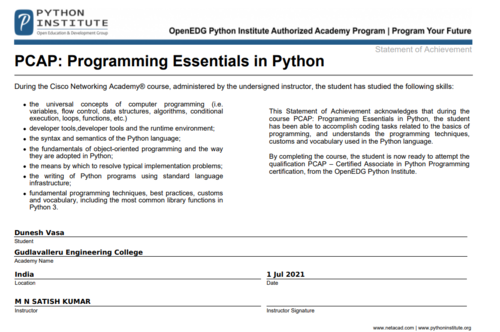 PYTHON
INSTITUTE
Open Education & Development Group
OpenEDG Python Institute Authorized Academy Program | Program Your Future
Statement of Achievement
PCAP: Programming Essentials in Python
During the Cisco Networking Academy® course, administered by the undersigned instructor, the student has studied the following skills:
• the universal concepts of computer programming (i.e.
variables, flow control, data structures, algorithms, conditional
execution, loops, functions, etc.)
• developer tools,developer tools and the runtime environment;
• the syntax and semantics of the Python language;
• the fundamentals of object-oriented programming and the way
they are adopted in Python;
• the means by which to resolve typical implementation problems;
• the writing of Python programs using standard language
infrastructure;
• fundamental programming techniques, best practices, customs
and vocabulary, including the most common library functions in
Python 3.
This Statement of Achievement acknowledges that during the
course PCAP: Programming Essentials in Python, the student
has been able to accomplish coding tasks related to the basics of
programming, and understands the programming techniques,
customs and vocabulary used in the Python language.
By completing the course, the student is now ready to attempt the
qualification PCAP – Certified Associate in Python Programming
certification, from the OpenEDG Python Institute.
Dunesh Vasa
Student
Gudlavalleru Engineering College
Academy Name
India
Location
1 Jul 2021
Date
M N SATISH KUMAR
Instructor
Instructor Signature
www.netacad.com | www.pythoninstitute.org